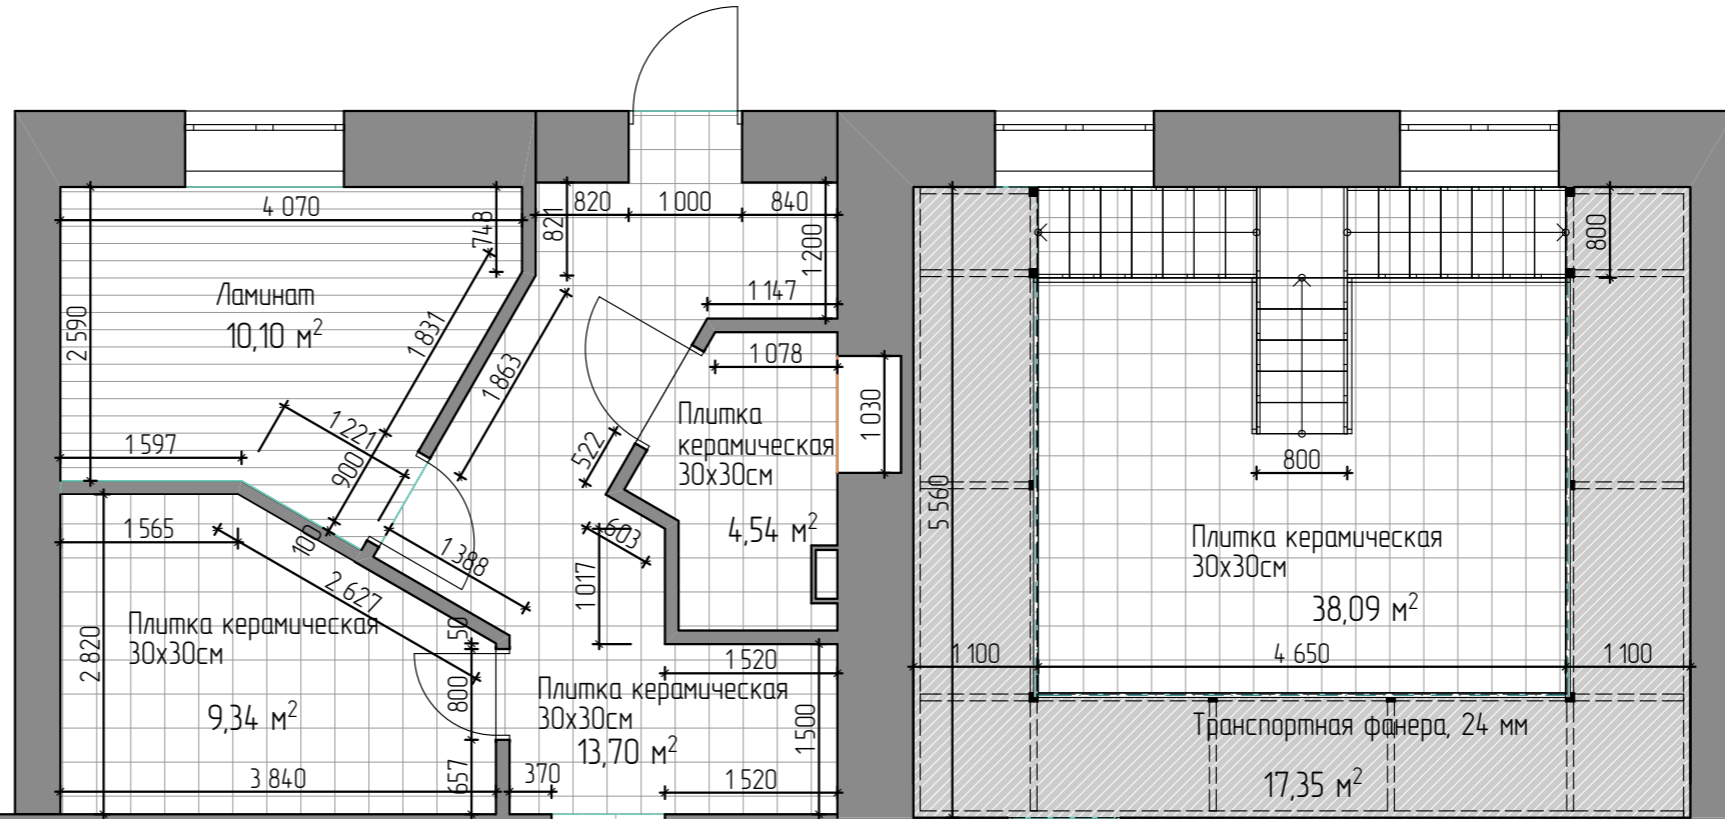 4 070
748
821
820
1 000
840
1 200
800
Ламинат
10,10 м²
2 590
1 831
1 863
1 147
1 078
1 030
1 597
1 221
900
522
Плитка
керамическая
30х30см
4,54 м²
800
5 560
1 565
100
603
1 388
1 017
2 627
Плитка керамическая
30х30см
38,09 м²
Плитка керамическая
30х30см
2 820
50
1 520
1 100
4 650
1 100
9,34 м²
800
Плитка керамическая
30х30см
13,70 м²
1 500
Транспортная фанера, 24 мм
17,35 м²
3 840
657
370
1 520